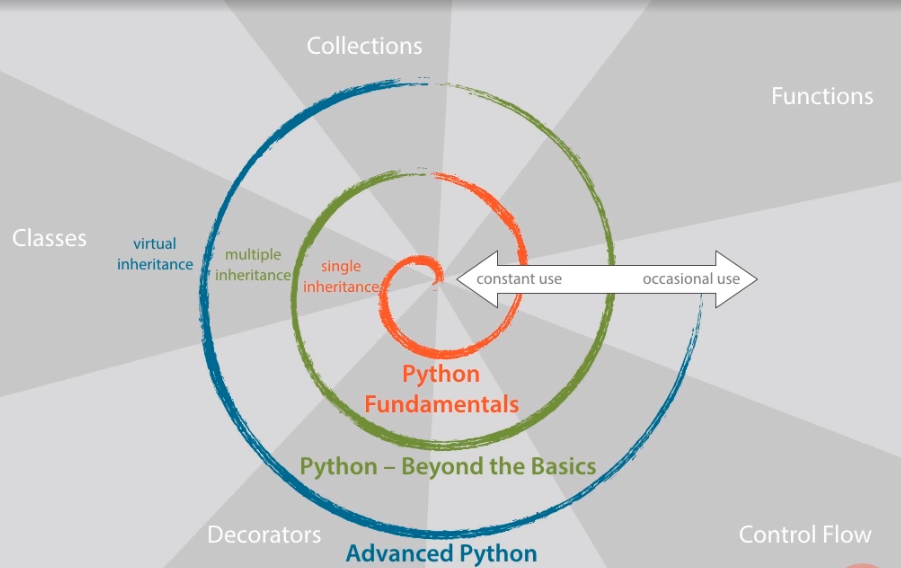 Collections
Functions
Classes
virtual
inheritance
multiple
inheritance
single
inheritance
constant use
occasional use
Python
Fundamentals
Python – Beyond the Basics
Decorators
Control Flow
Advanced Python